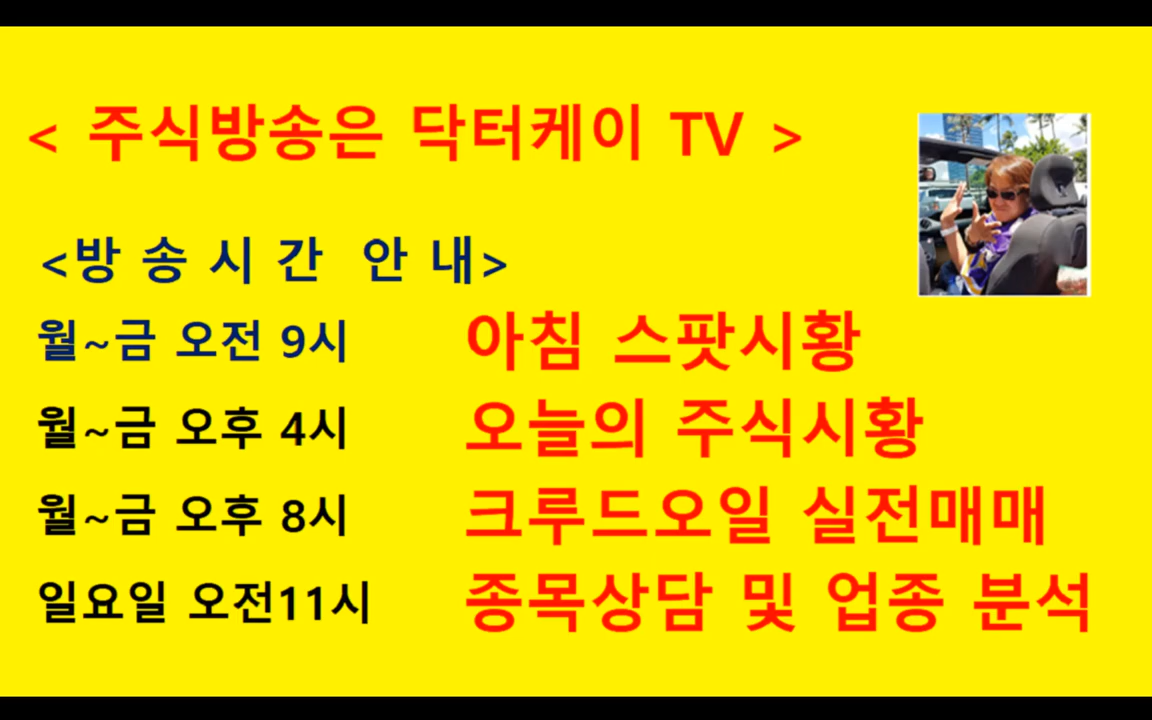 < 주식방송은 닥터케이 TV >
<방 송 시 간 안 내>
월~금 오전 9시 아침 스팟시황
월~금 오후 4시 오늘의 주식시황
월~금 오후 8시 크루드오일 실전매매
일요일 오전11시 종목상담 및 업종 분석